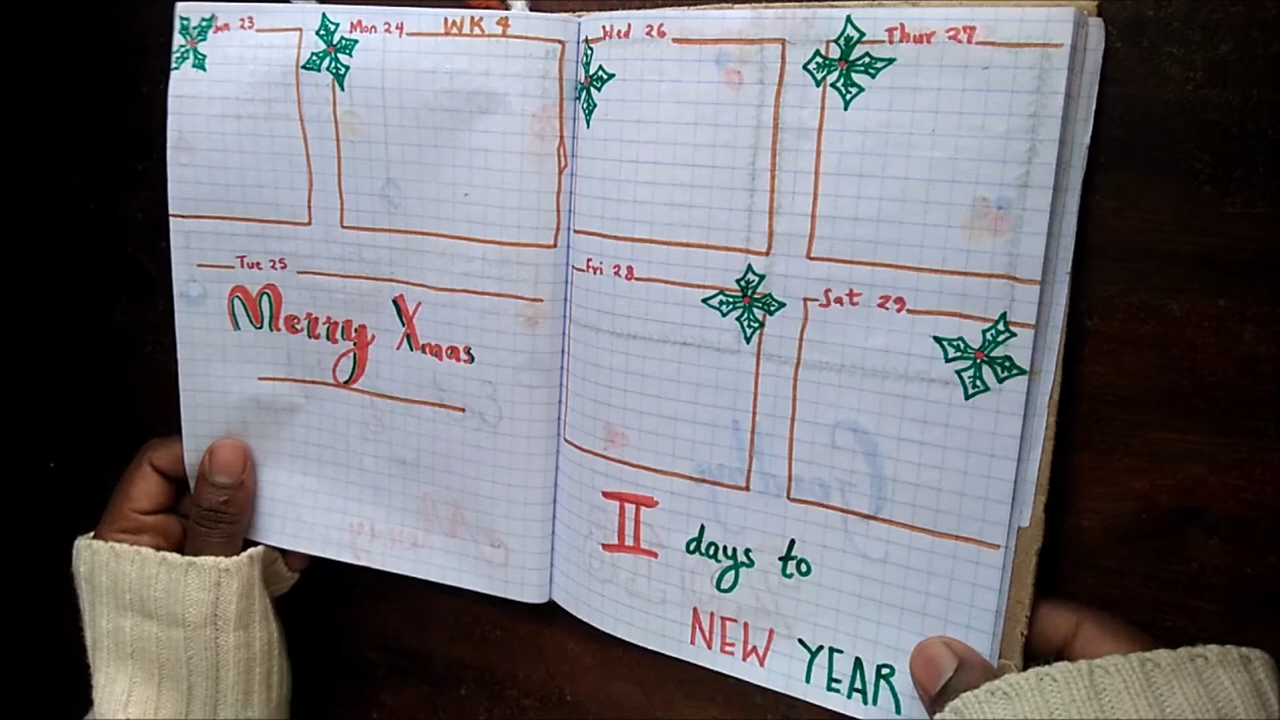 Sun 23
Mon 24
WK 4
Tue 25
Merry Xmas
Wed 26
Thur 27
Fri 28
Sat 29
II days to
NEW YEAR